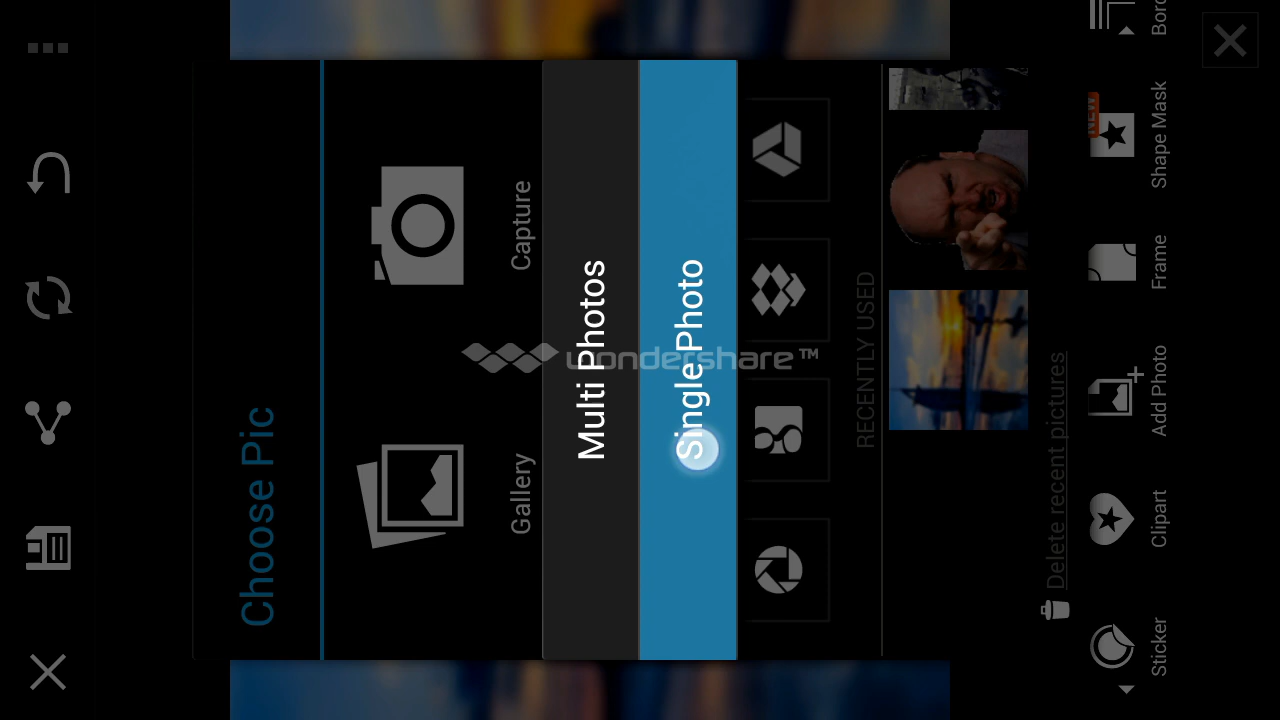 Choose Pic
Gallery
Capture
Multi Photos
Single Photo
wondershare™
RECENTLY USED
Delete recent pictures
Sticker
Clipart
Add Photo
Frame
NEW
Shape Mask